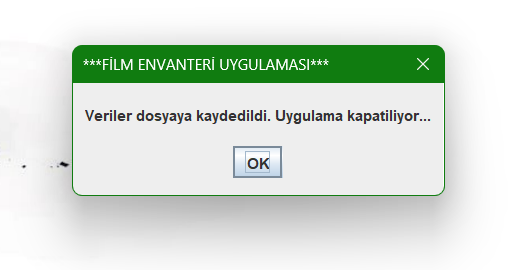 ***FİLM ENVANTERİ UYGULAMASI***
Veriler dosyaya kaydedildi. Uygulama kapatiliyor...
OK